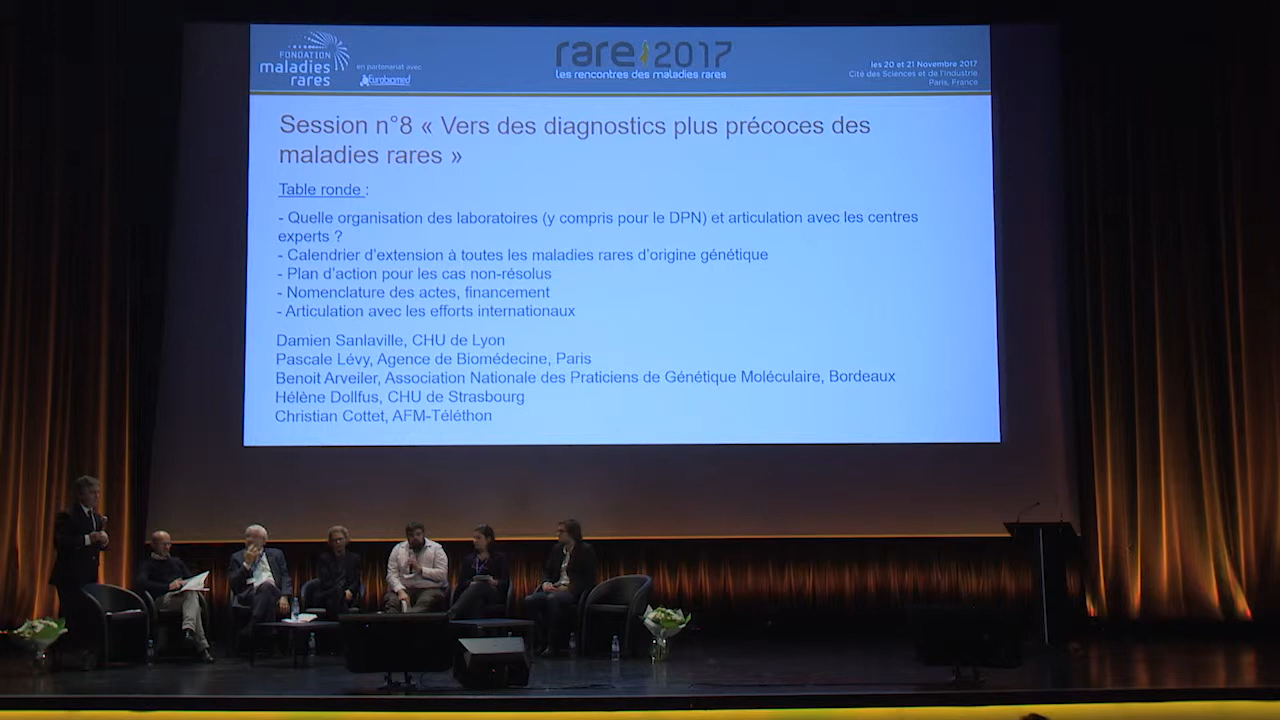 FONDATION
maladies
rares
en partenariat avec
Eurobiomed
rare 2017
les rencontres des maladies rares
les 20 et 21 Novembre 2017
Cité des Sciences et de l'Industrie
Paris, France
Session n°8 « Vers des diagnostics plus précoces des
maladies rares »
Table ronde :
- Quelle organisation des laboratoires (y compris pour le DPN) et articulation avec les centres
experts ?
- Calendrier d'extension à toutes les maladies rares d'origine génétique
- Plan d'action pour les cas non-résolus
- Nomenclature des actes, financement
- Articulation avec les efforts internationaux
Damien Sanlaville, CHU de Lyon
Pascale Lévy, Agence de Biomédecine, Paris
Benoit Arveiler, Association Nationale des Praticiens de Génétique Moléculaire, Bordeaux
Hélène Dollfus, CHU de Strasbourg
Christian Cottet, AFM-Téléthon